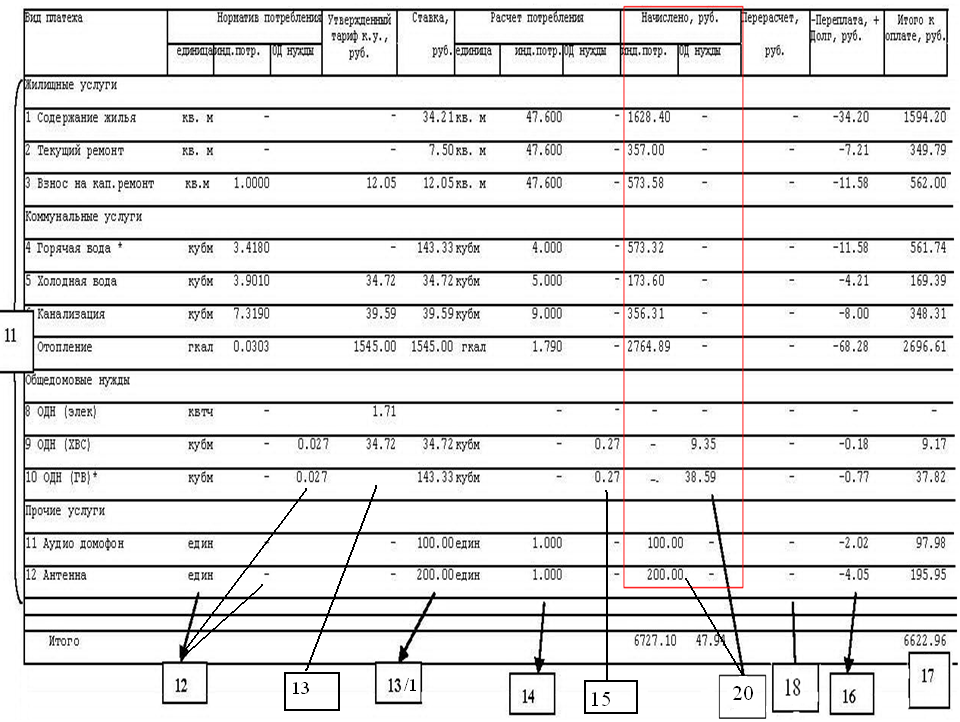 Вид платежа Норматив потребления Утвержденный Ставка, Расчет потребления Начислено, руб. Перерасчет, -Переплата, + Итого к
тариф к.у., Долг, руб. оплате, руб.
единица инд.потр. ОД нужды руб. руб. единица инд.потр. ОД нужды инд.потр. ОД нужды руб.
Жилищные услуги
1 Содержание жилья кв. м - - 34.21 кв. м 47.600 - 1628.40 - - -34.20 1594.20
2 Текущий ремонт кв. м - - 7.50 кв. м 47.600 - 357.00 - - -7.21 349.79
3 Взнос на кап.ремонт кв.м 1.0000 12.05 12.05 кв. м 47.600 - 573.58 - - -11.58 562.00
Коммунальные услуги
4 Горячая вода * кубм 3.4180 - 143.33 кубм 4.000 - 573.32 - - -11.58 561.74
5 Холодная вода кубм 3.9010 34.72 34.72 кубм 5.000 - 173.60 - - -4.21 169.39
Канализация кубм 7.3190 39.59 39.59 кубм 9.000 - 356.31 - - -8.00 348.31
11
Отопление гкал 0.0303 1545.00 1545.00 гкал 1.790 - 2764.89 - - -68.28 2696.61
Общедомовые нужды
8 ОДН (элек) квтч - 1.71 - - - - - - -
9 ОДН (ХВС) кубм - 0.027 34.72 34.72 кубм - 0.27 - 9.35 - -0.18 9.17
10 ОДН (ГВ)* кубм - 0.027 143.33 кубм - 0.27 - 38.59 - -0.77 37.82
Прочие услуги
11 Аудио домофон един - - 100.00 един 1.000 100.00 - - -2.02 97.98
12 Антенна един - - 200.00 един 1.000 200.00 - - -4.05 195.95
Итого 6727.10 47.94 6622.96
12 13 13/1 14 15 20 18 16 17